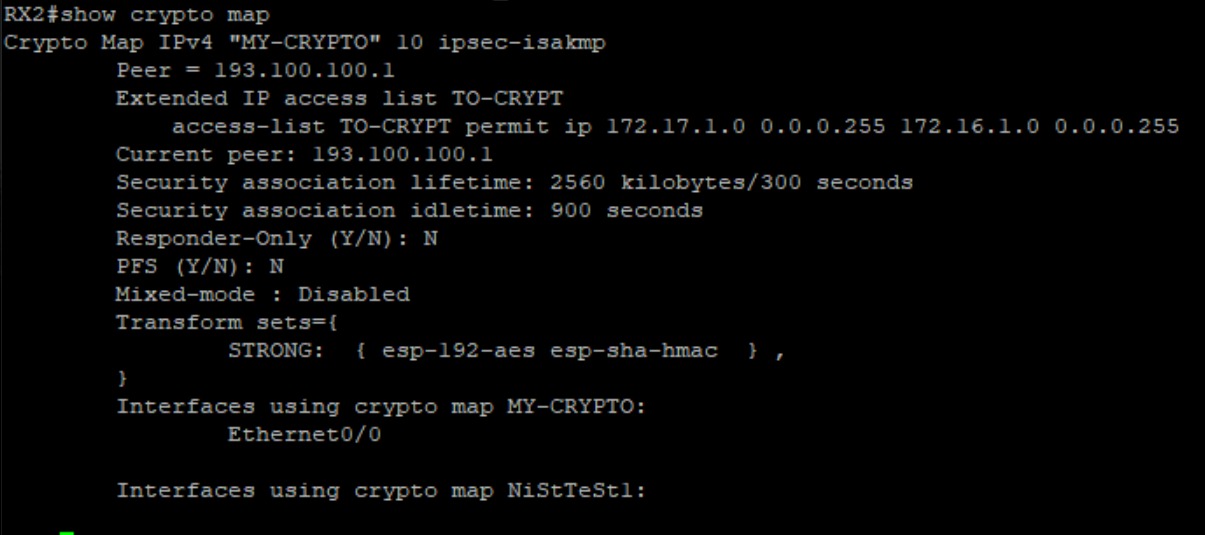 RX2#show crypto map
Crypto Map IPv4 "MY-CRYPTO" 10 ipsec-isakmp
Peer = 193.100.100.1
Extended IP access list TO-CRYPT
access-list TO-CRYPT permit ip 172.17.1.0 0.0.0.255 172.16.1.0 0.0.0.255
Current peer: 193.100.100.1
Security association lifetime: 2560 kilobytes/300 seconds
Security association idletime: 900 seconds
Responder-Only (Y/N): N
PFS (Y/N): N
Mixed-mode : Disabled
Transform sets={
STRONG:  { esp-192-aes esp-sha-hmac  } ,
}
Interfaces using crypto map MY-CRYPTO:
Ethernet0/0
Interfaces using crypto map NiStTeSt1: